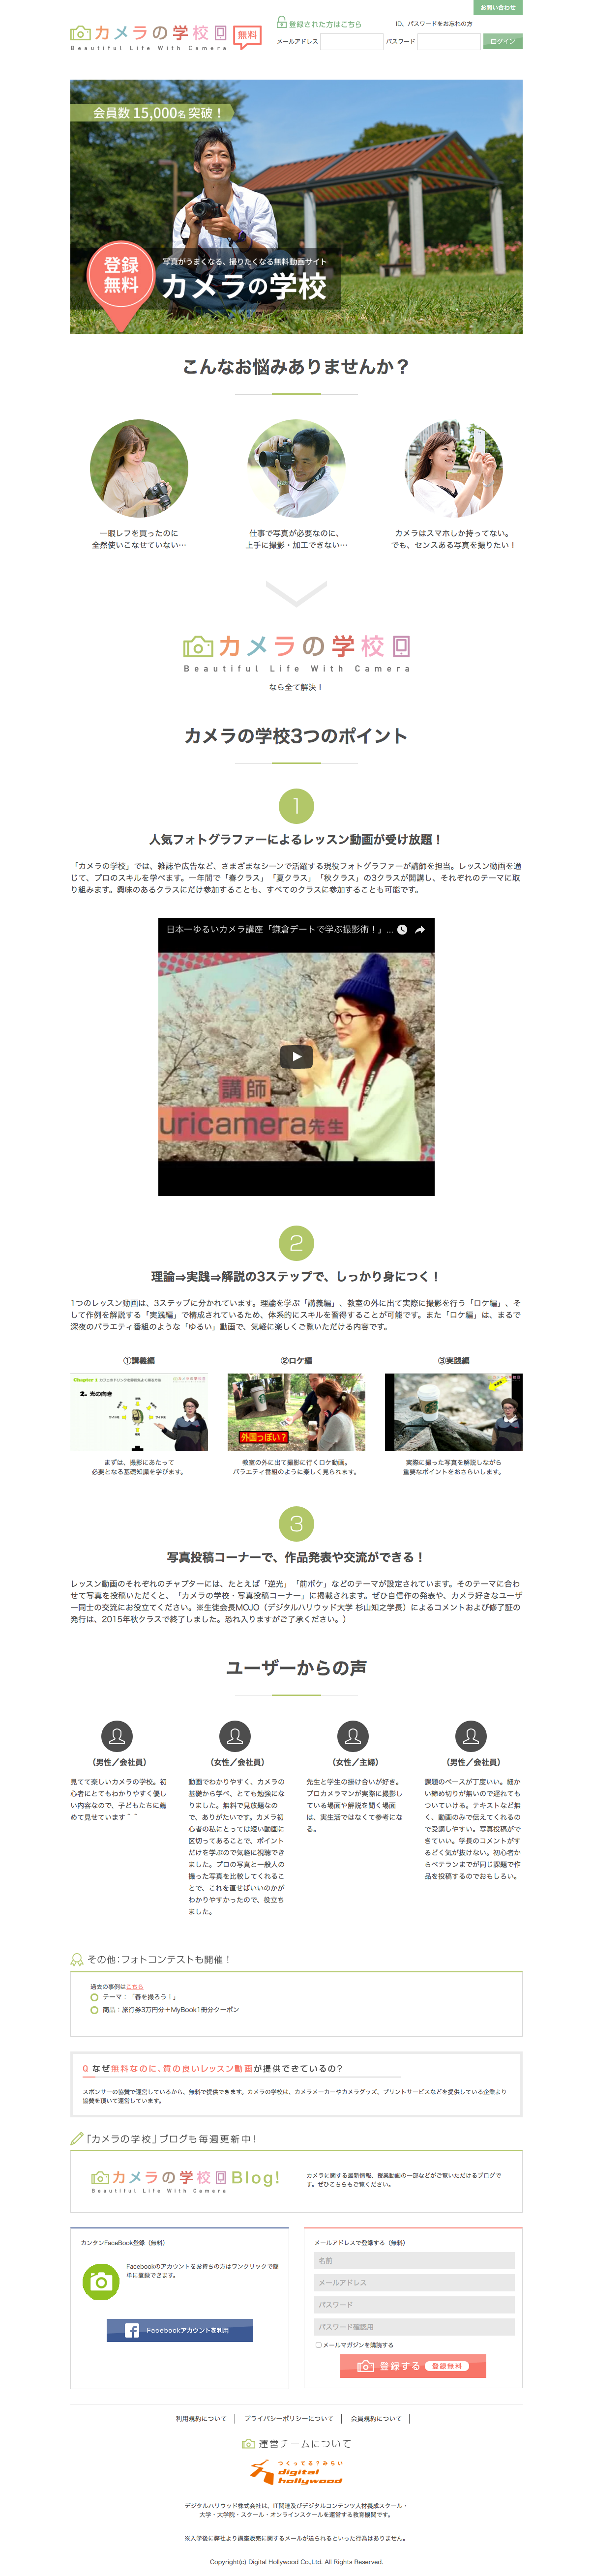 お問い合わせ
カメラの学校
無料
Beautiful Life With Camera
登録された方はこちら
ID、パスワードをお忘れの方
メールアドレス
パスワード
ログイン
会員数 15,000名 突破！
登録
無料
写真がうまくなる、撮りたくなる無料動画サイト
カメラの学校
こんなお悩みありませんか？
一眼レフを買ったのに
全然使いこなせていない…
仕事で写真が必要なのに、
上手に撮影・加工できない…
カメラはスマホしか持ってない。
でも、センスある写真を撮りたい！
カメラの学校
Beautiful Life With Camera
なら全て解決！
カメラの学校3つのポイント
1
人気フォトグラファーによるレッスン動画が受け放題！
「カメラの学校」では、雑誌や広告など、さまざまなシーンで活躍する現役フォトグラファーが講師を担当。レッスン動画を通
じて、プロのスキルを学べます。一年間で「春クラス」「夏クラス」「秋クラス」の3クラスが開講し、それぞれのテーマに取
り組みます。興味のあるクラスにだけ参加することも、すべてのクラスに参加することも可能です。
日本一ゆるいカメラ講座「鎌倉デートで学ぶ撮影術！」...
講師
uricamera先生
2
理論⇒実践⇒解説の3ステップで、しっかり身につく！
1つのレッスン動画は、3ステップに分かれています。理論を学ぶ「講義編」、教室の外に出て実際に撮影を行う「ロケ編」、そ
して作例を解説する「実践編」で構成されているため、体系的にスキルを習得することが可能です。また「ロケ編」は、まるで
深夜のバラエティ番組のような「ゆるい」動画で、気軽に楽しくご覧いただける内容です。
①講義編
②ロケ編
③実践編
2. 光の向き
外国っぽい？
まずは、撮影にあたって
必要となる基礎知識を学びます。
教室の外に出て撮影に行くロケ動画。
バラエティ番組のように楽しく見られます。
実際に撮った写真を解説しながら
重要なポイントをおさらいします。
3
写真投稿コーナーで、作品発表や交流ができる！
レッスン動画のそれぞれのチャプターには、たとえば「逆光」「前ボケ」などのテーマが設定されています。そのテーマに合わ
せて写真を投稿いただくと、「カメラの学校・写真投稿コーナー」に掲載されます。ぜひ自信作の発表や、カメラ好きなユーザ
ー同士の交流にお役立てください。※生徒会長MOJO（デジタルハリウッド大学 杉山知之学長）によるコメントおよび修了証の
発行は、2015年秋クラスで終了しました。恐れ入りますがご了承ください。）
ユーザーからの声
（男性／会社員）
見てて楽しいカメラの学校。初
心者にとてもわかりやすく優し
い内容なので、子どもたちに薦
めて見せています＾＾
（女性／会社員）
動画でわかりやすく、カメラの
基礎から学べ、とても勉強にな
りました。無料で見放題なの
で、ありがたいです。カメラ初
心者の私にとっては短い動画に
区切ってあることで、ポイント
だけを学ぶので気軽に視聴でき
ました。プロの写真と一般人の
撮った写真を比較してくれるこ
とで、これを直せばいいのかが
わかりやすかったので、役立ち
ました。
（女性／主婦）
先生と学生の掛け合いが好き。
プロカメラマンが実際に撮影し
ている場面や解説を聞く場面
は、実生活ではなくて参考にな
る。
（男性／会社員）
課題のペースが丁度いい。細か
い締め切りが無いので遅れても
ついていける。テキストなど無
く、動画のみで伝えてくれるの
で受講しやすい。写真投稿がで
きていい。学長のコメントがす
るどく気が抜けない。初心者か
らベテランまでが同じ課題で作
品を投稿するのでおもしろい。
その他：フォトコンテストも開催！
過去の事例はこちら
テーマ：「春を撮ろう！」
商品：旅行券3万円分＋MyBook1冊分クーポン
Q なぜ無料なのに、質の良いレッスン動画が提供できているの？
スポンサーの協賛で運営しているから、無料で提供できます。カメラの学校は、カメラメーカーやカメラグッズ、プリントサービスなどを提供している企業より
協賛を頂いて運営しています。
「カメラの学校」ブログも毎週更新中！
カメラの学校 Blog!
Beautiful Life With Camera
カメラに関する最新情報、授業動画の一部などがご覧いただけるブログで
す。ぜひこちらもご覧ください。
カンタンFaceBook登録（無料）
Facebookのアカウントをお持ちの方はワンクリックで簡
単に登録できます。
Facebookアカウントを利用
メールアドレスで登録する（無料）
名前
メールアドレス
パスワード
パスワード確認用
メールマガジンを購読する
登録する 登録無料
利用規約について
プライバシーポリシーについて
会員規約について
運営チームについて
つくってる？みらい
digital
hollywood
デジタルハリウッド株式会社は、IT関連及びデジタルコンテンツ人材養成スクール・
大学・大学院・スクール・オンラインスクールを運営する教育機関です。
※入学後に弊社より講座販売に関するメールが送られるといった行為はありません。
Copyright(c) Digital Hollywood Co.,Ltd. All Rights Reserved.